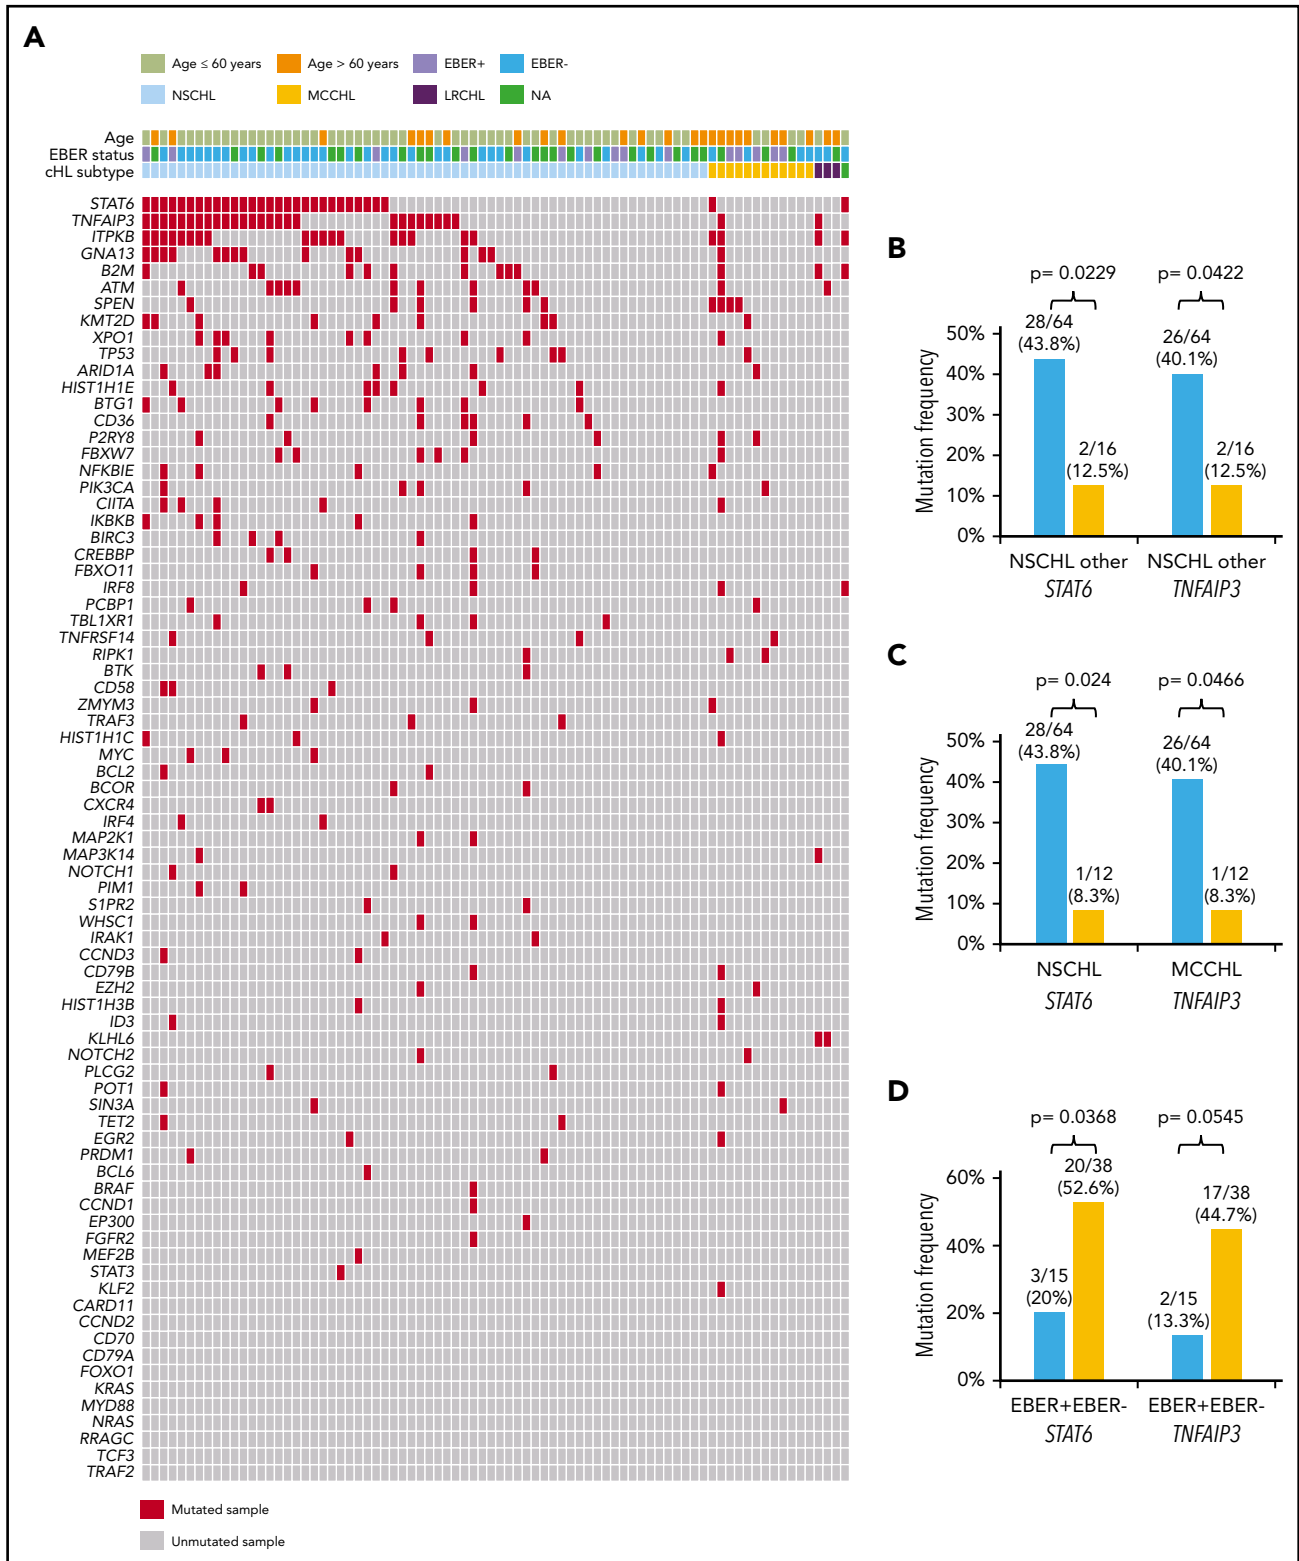 A
Age ≤ 60 years
Age > 60 years
EBER+
EBER-
NSCHL
MCCHL
LRCHL
NA
Age
EBER status
cHL subtype
STAT6
TNFAIP3
ITPKB
GNA13
B2M
ATM
SPEN
KMT2D
XPO1
TP53
ARID1A
HIST1H1E
BTG1
CD36
P2RY8
FBXW7
NFKBIE
PIK3CA
CIITA
IKBKB
BIRC3
CREBBP
FBXO11
IRF8
PCBP1
TBL1XR1
TNFRSF14
RIPK1
BTK
CD58
ZMYM3
TRAF3
HIST1H1C
MYC
BCL2
BCOR
CXCR4
IRF4
MAP2K1
MAP3K14
NOTCH1
PIM1
S1PR2
WHSC1
IRAK1
CCND3
CD79B
EZH2
HIST1H3B
ID3
KLHL6
NOTCH2
PLCG2
POT1
SIN3A
TET2
EGR2
PRDM1
BCL6
BRAF
CCND1
EP300
FGFR2
MEF2B
STAT3
KLF2
CARD11
CCND2
CD70
CD79A
FOXO1
KRAS
MYD88
NRAS
RRAGC
TCF3
TRAF2
Mutated sample
Unmutated sample
B
p= 0.0229
p= 0.0422
Mutation frequency
50%
40%
30%
20%
10%
0%
28/64
(43.8%)
2/16
(12.5%)
26/64
(40.1%)
2/16
(12.5%)
NSCHL other
STAT6
NSCHL other
TNFAIP3
C
p= 0.024
p= 0.0466
Mutation frequency
50%
40%
30%
20%
10%
0%
28/64
(43.8%)
1/12
(8.3%)
26/64
(40.1%)
1/12
(8.3%)
NSCHL
STAT6
MCCHL
TNFAIP3
D
p= 0.0368
p= 0.0545
Mutation frequency
60%
40%
20%
0%
3/15
(20%)
20/38
(52.6%)
2/15
(13.3%)
17/38
(44.7%)
EBER+EBER-
STAT6
EBER+EBER-
TNFAIP3